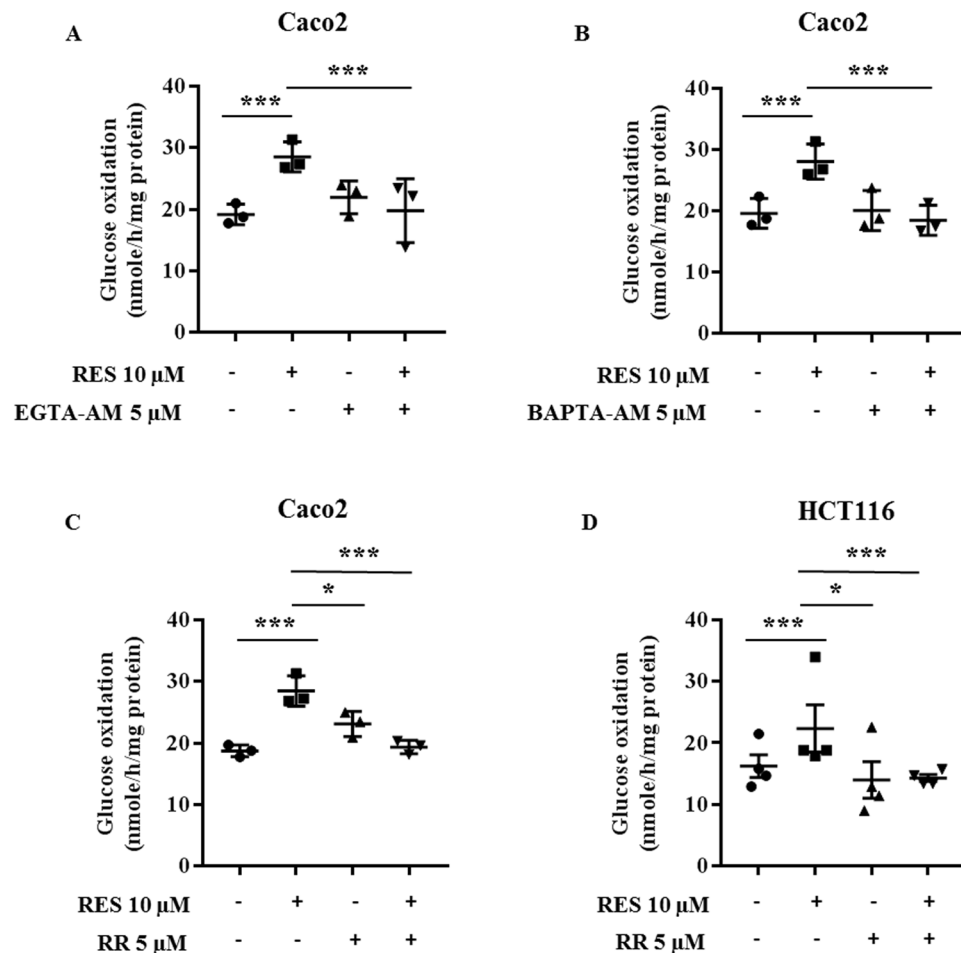 A
Caco2
Glucose oxidation
(nmole/h/mg protein)
40
30
20
10
0
***
***
RES 10 μM - + - +
EGTA-AM 5 μM - - + +
B
Caco2
Glucose oxidation
(nmole/h/mg protein)
40
30
20
10
0
***
***
RES 10 μM - + - +
BAPTA-AM 5 μM - - + +
C
Caco2
Glucose oxidation
(nmole/h/mg protein)
40
30
20
10
0
***
*
***
RES 10 μM - + - +
RR 5 μM - - + +
D
HCT116
Glucose oxidation
(nmole/h/mg protein)
40
30
20
10
0
***
*
***
RES 10 μM - + - +
RR 5 μM - - + +